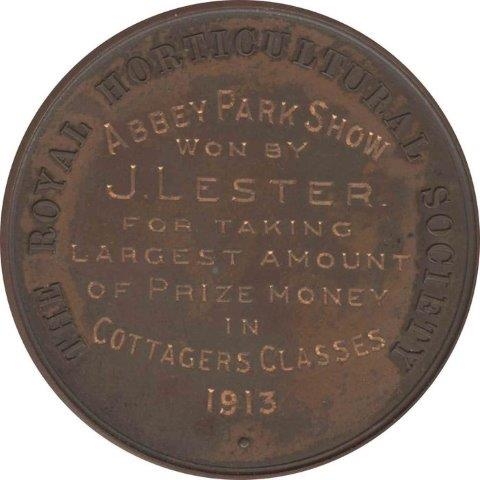 THE ROYAL HORTICULTURAL SOCIETY
ABBEY PARK SHOW
WON BY
J. LESTER.
FOR TAKING
LARGEST AMOUNT
OF PRIZE MONEY
IN
COTTAGERS CLASSES
1913